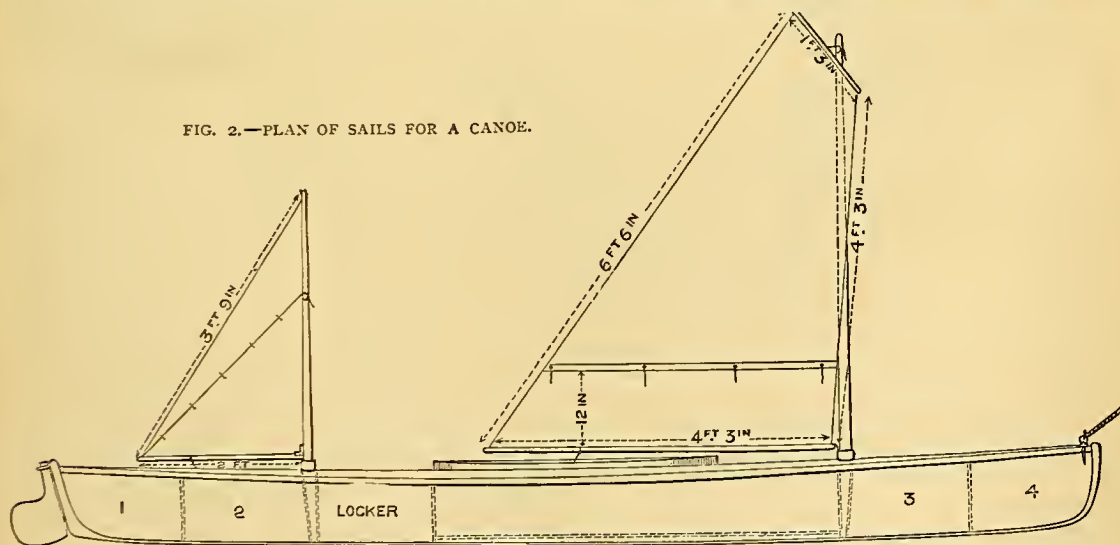 FIG. 2.—PLAN OF SAILS FOR A CANOE.
1 FT 3 IN
3 FT 9 IN
6 FT 6 IN
4 FT 3 IN
12 IN
4 FT 3 IN
2 FT
1
2
LOCKER
3
4